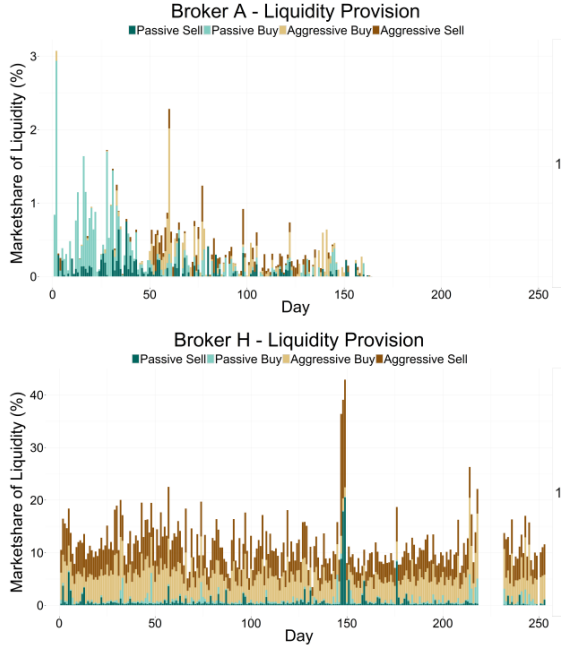 Broker A - Liquidity Provision
Passive Sell Passive Buy Aggressive Buy Aggressive Sell
Marketshare of Liquidity (%)
3
2
1
0
0 50 100 150 200 250
Day
1
Broker H - Liquidity Provision
Passive Sell Passive Buy Aggressive Buy Aggressive Sell
Marketshare of Liquidity (%)
40
30
20
10
0
0 50 100 150 200 250
Day
1